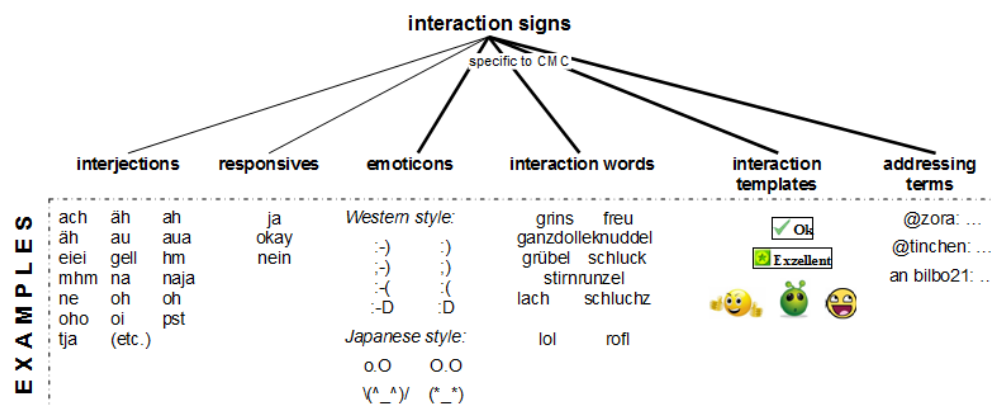 interaction signs
specific to CMC
interjections responsives emoticons interaction words interaction templates addressing terms
EXAMPLES
ach äh ah
äh au aua
eiei gell hm
mhm na naja
ne oh oh
oho oi pst
tja (etc.)
ja
okay
nein
Western style:
:-) :)
;-) ;)
:-( :(
:-D :D
Japanese style:
o.O O.O
\(^_^)/ (*_*)
grins freu
ganzdolleknuddel
grübel schluck
stirnrunzel
lach schluchz
lol rofl
Ok
Exzellent
@zora: ...
@tinchen: ...
an bilbo21: ..